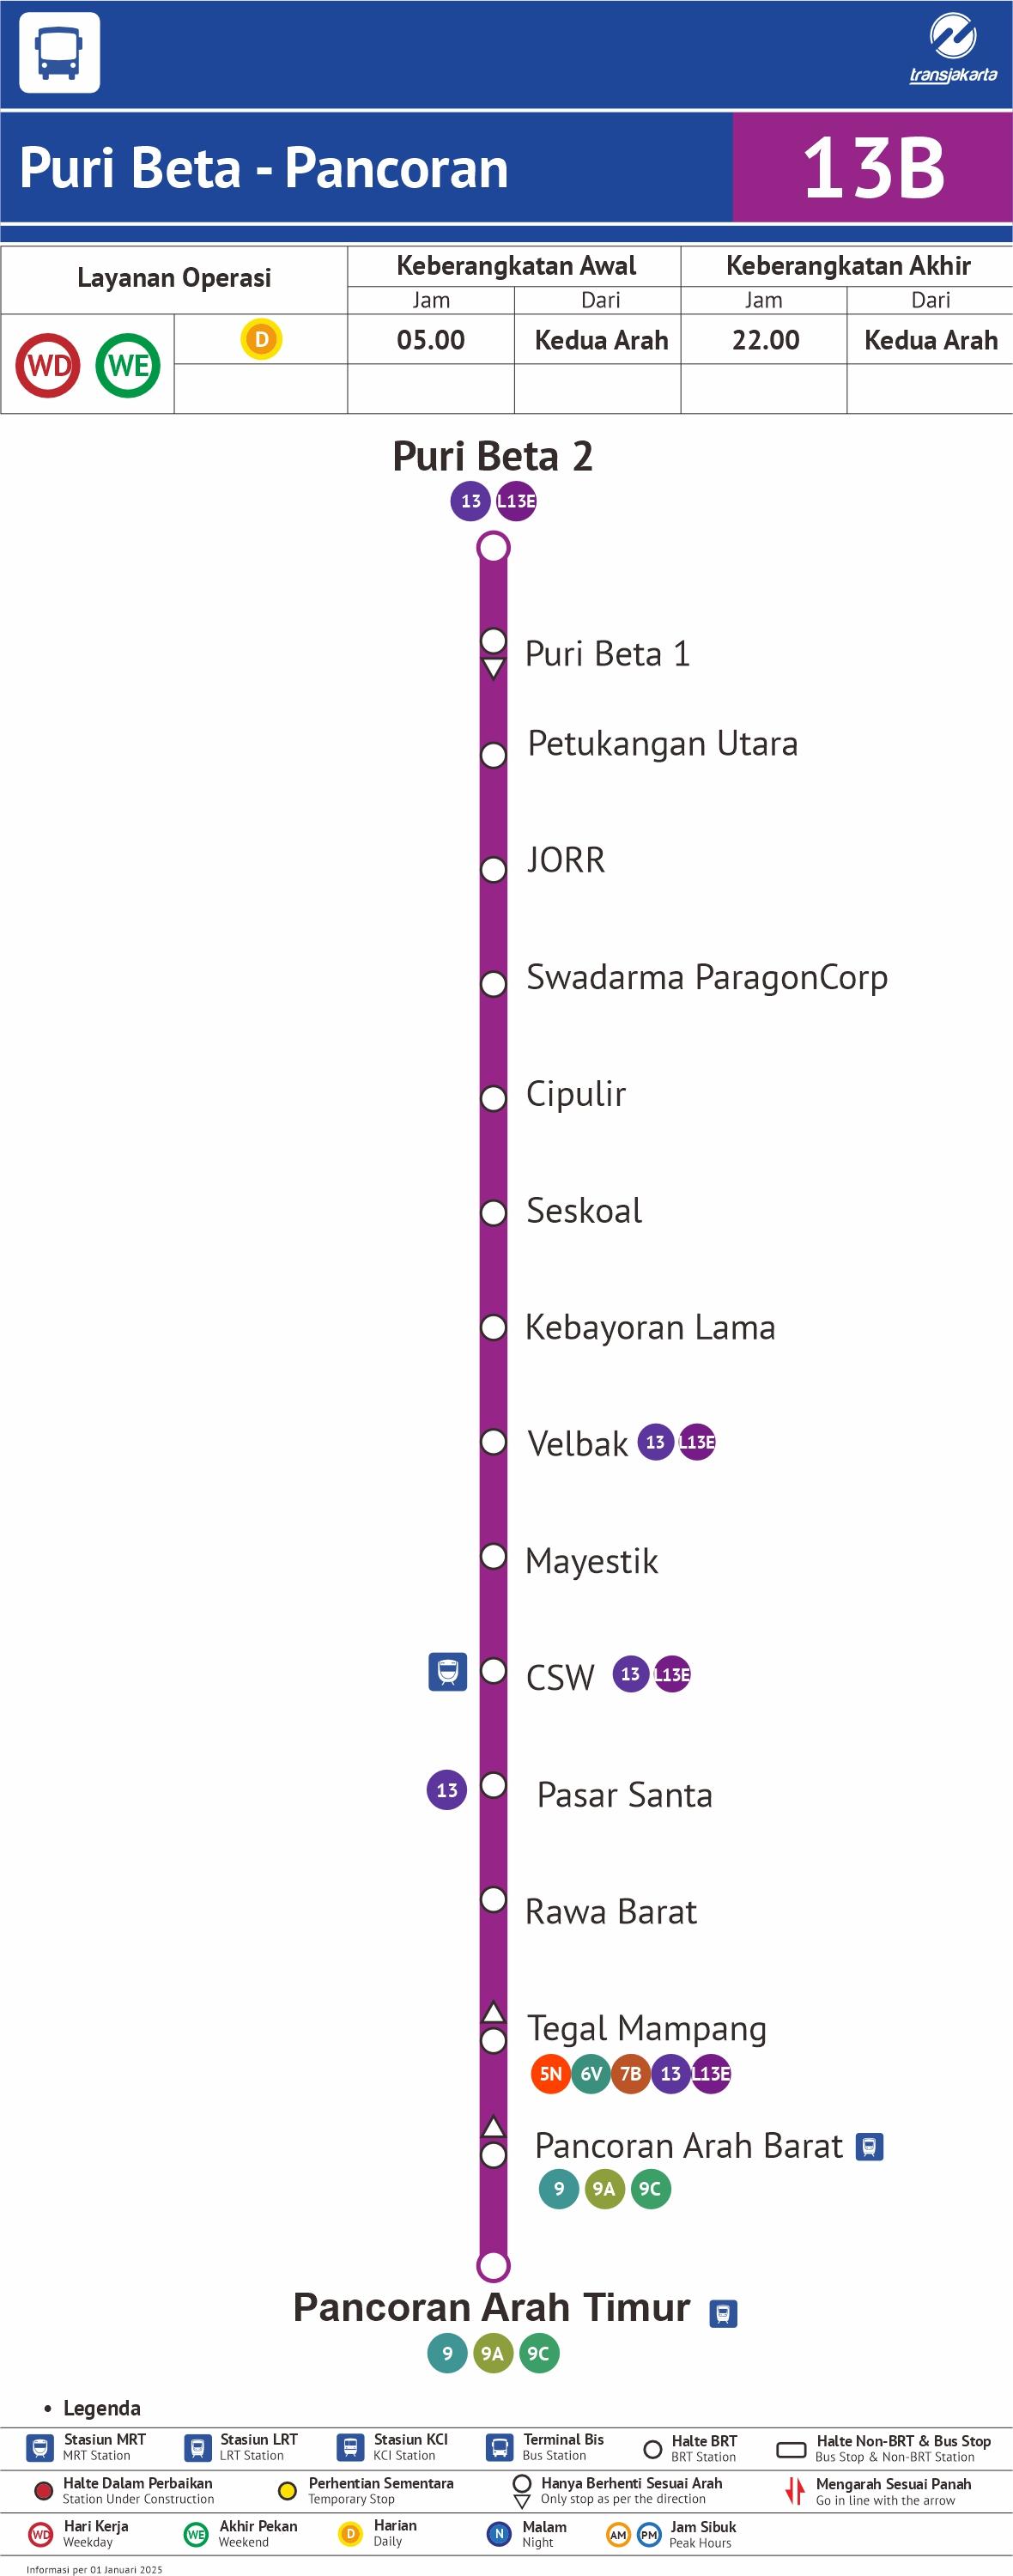 transjakarta
Puri Beta - Pancoran
13B
Layanan Operasi
Keberangkatan Awal
Keberangkatan Akhir
Jam
Dari
Jam
Dari
WD
WE
D
05.00
Kedua Arah
22.00
Kedua Arah
Puri Beta 2
13 L13E
Puri Beta 1
Petukangan Utara
JORR
Swadarma ParagonCorp
Cipulir
Seskoal
Kebayoran Lama
Velbak 13 L13E
Mayestik
CSW 13 L13E
13 Pasar Santa
Rawa Barat
Tegal Mampang
5N 6V 7B 13 L13E
Pancoran Arah Barat
9 9A 9C
Pancoran Arah Timur
9 9A 9C
• Legenda
Stasiun MRT
MRT Station
Stasiun LRT
LRT Station
Stasiun KCI
KCI Station
Terminal Bis
Bus Station
Halte BRT
BRT Station
Halte Non-BRT & Bus Stop
Bus Stop & Non-BRT Station
Halte Dalam Perbaikan
Station Under Construction
Perhentian Sementara
Temporary Stop
Hanya Berhenti Sesuai Arah
Only stop as per the direction
Mengarah Sesuai Panah
Go in line with the arrow
WD
Hari Kerja
Weekday
WE
Akhir Pekan
Weekend
D
Harian
Daily
N
Malam
Night
AM PM
Jam Sibuk
Peak Hours
Informasi per 01 Januari 2025